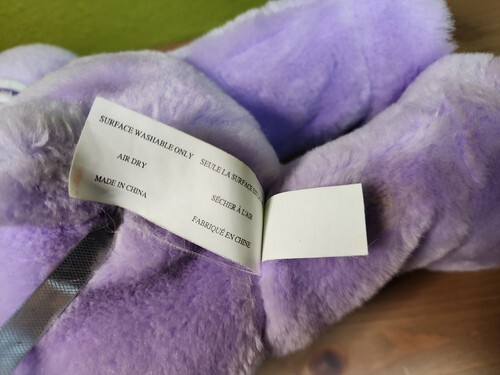 SURFACE WASHABLE ONLY
AIR DRY
MADE IN CHINA
SEULE LA SURFACE
SÉCHER À L'AIR
FABRIQUÉ EN CHINE